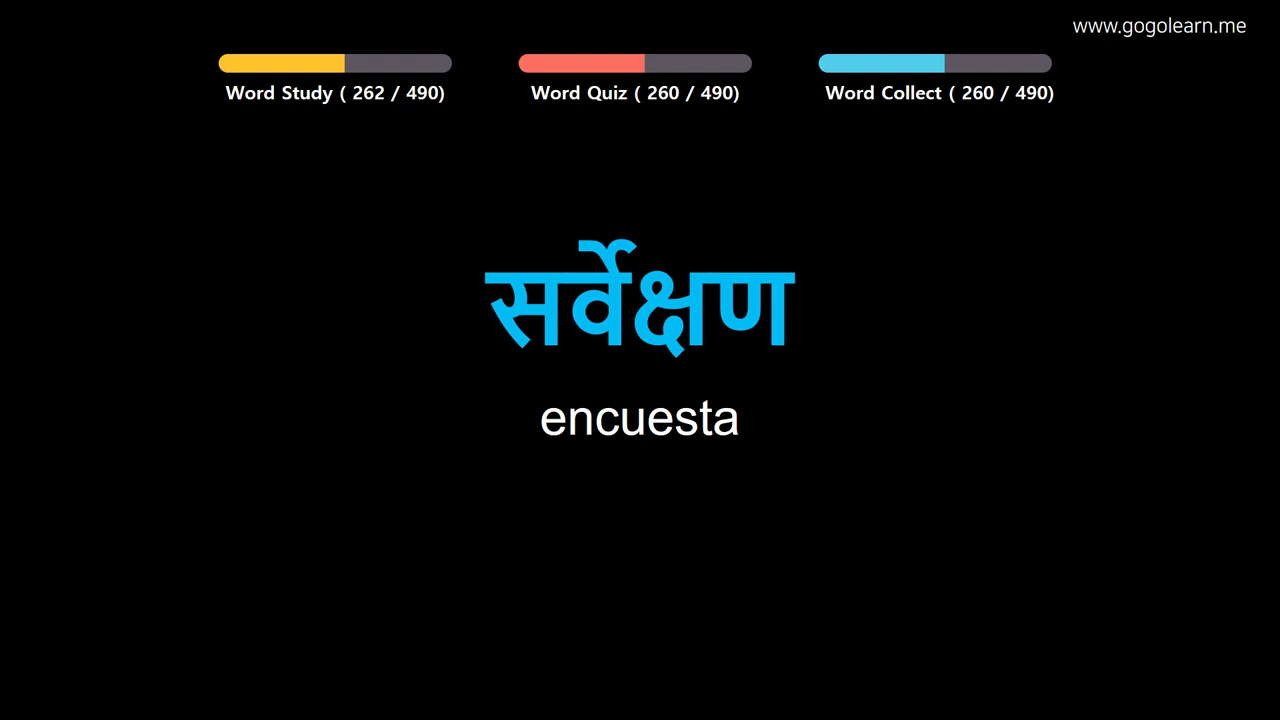 www.gogolearn.me
Word Study ( 262 / 490)
Word Quiz ( 260 / 490)
Word Collect ( 260 / 490)
सर्वेक्षण
encuesta